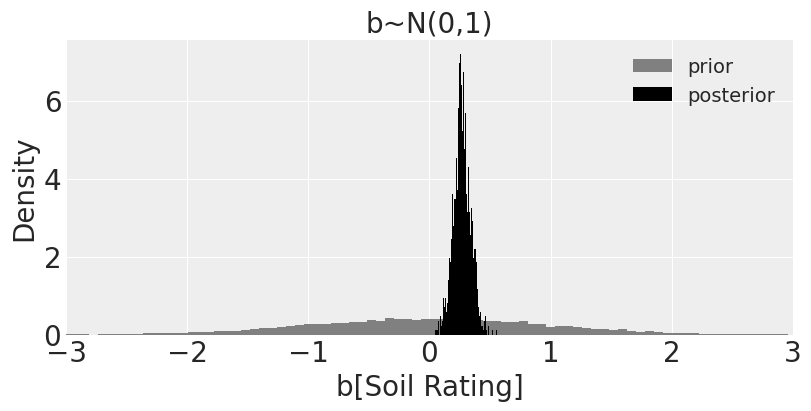 b~N(0,1)
prior
posterior
Density
6
4
2
0
−3 −2 −1 0 1 2 3
b[Soil Rating]